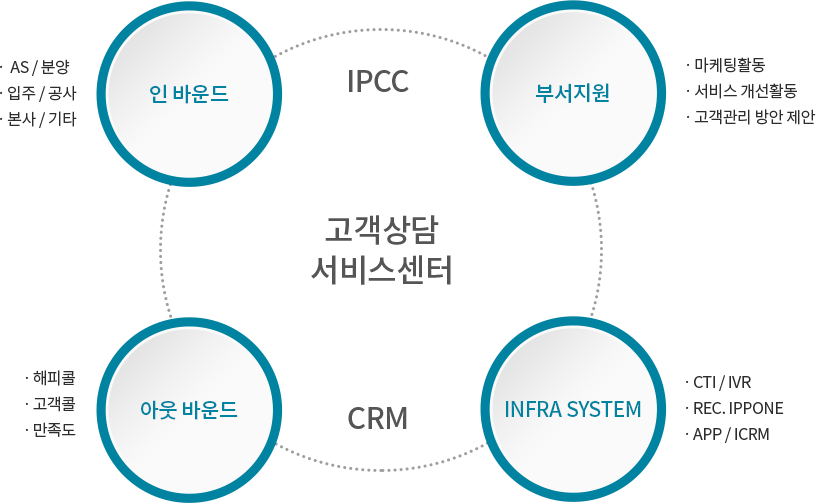 · AS / 분양
· 입주 / 공사
· 본사 / 기타
인 바운드
IPCC
부서지원
· 마케팅활동
· 서비스 개선활동
· 고객관리 방안 제안
고객상담
서비스센터
· 해피콜
· 고객콜
· 만족도
아웃 바운드
CRM
INFRA SYSTEM
· CTI / IVR
· REC. IPPONE
· APP / ICRM